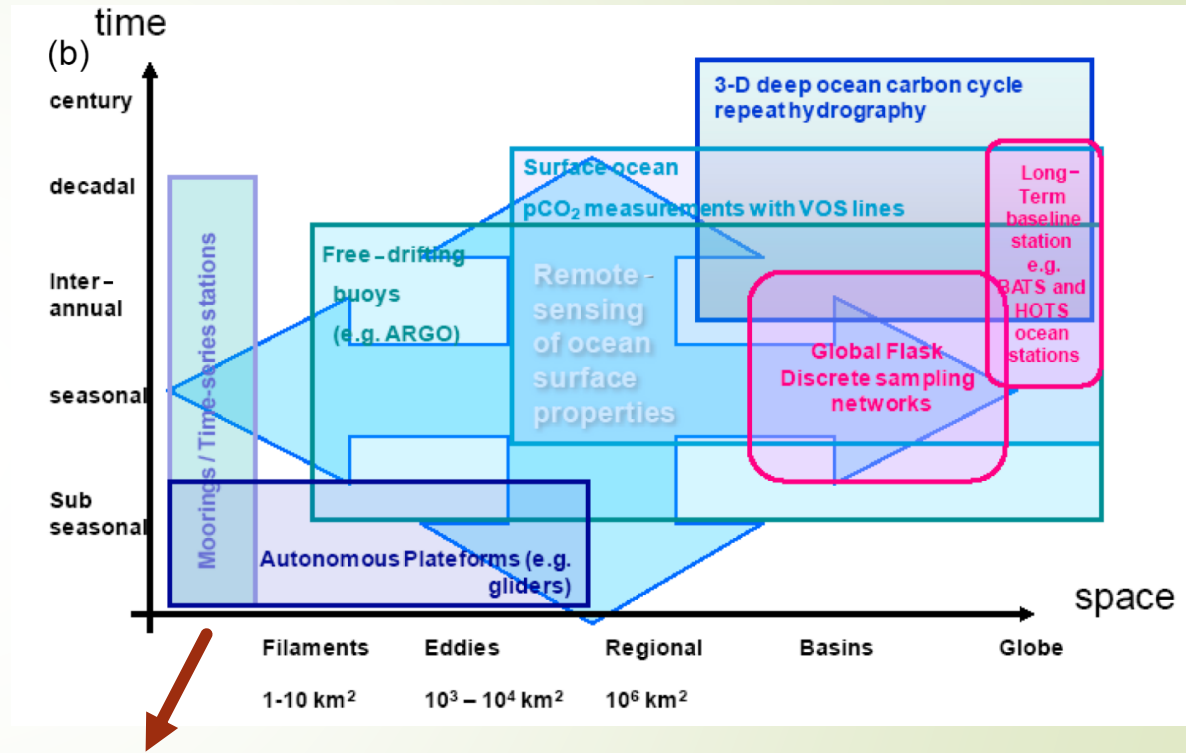 time
(b)
century
decadal
Inter-
annual
seasonal
Sub
seasonal
3-D deep ocean carbon cycle
repeat hydrography
Surface ocean
pCO₂ measurements with VOS lines
Long-
Term
baseline
station
e.g.
BATS and
HOTS
ocean
stations
Free-drifting
buoys
(e.g. ARGO)
Remote-
sensing
of ocean
surface
properties
Global Flask
Discrete sampling
networks
Moorings / Time-series stations
Autonomous Plateforms (e.g.
gliders)
space
Filaments
Eddies
Regional
Basins
Globe
1-10 km²
10³ – 10⁴ km²
10⁶ km²